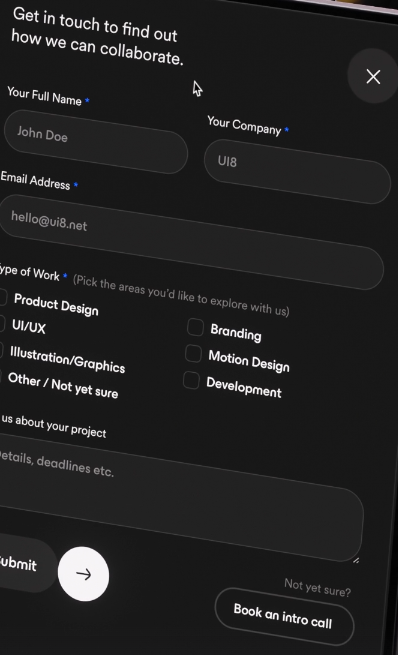 Get in touch to find out
how we can collaborate.
Your Full Name *
Your Company *
John Doe
UI8
Email Address *
hello@ui8.net
ype of Work * (Pick the areas you'd like to explore with us)
Product Design
Branding
UI/UX
Motion Design
Illustration/Graphics
Development
Other / Not yet sure
us about your project
etails, deadlines etc.
ubmit
Not yet sure?
Book an intro call